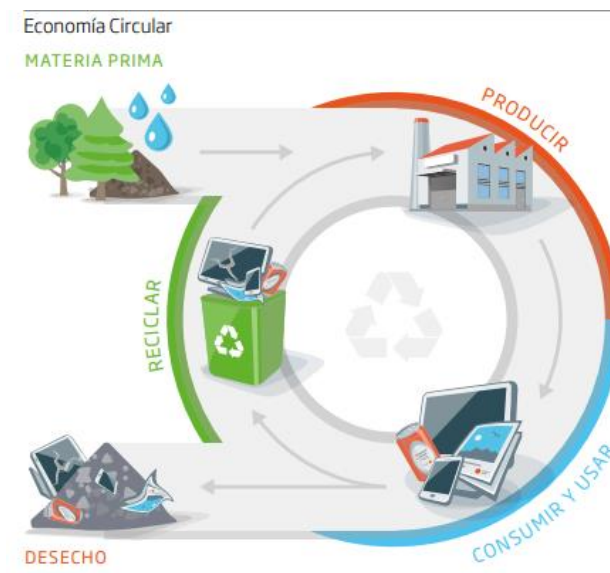 Economía Circular
MATERIA PRIMA
PRODUCIR
RECICLAR
CONSUMIR Y USAR
DESECHO